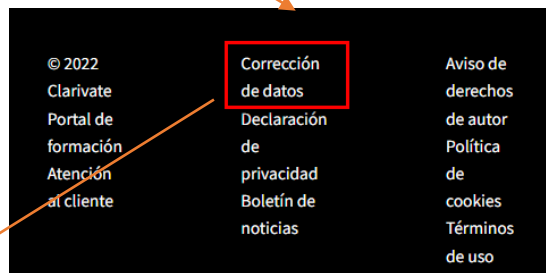 © 2022
Clarivate
Portal de
formación
Atención
al cliente
Corrección
de datos
Declaración
de
privacidad
Boletín de
noticias
Aviso de
derechos
de autor
Política
de
cookies
Términos
de uso